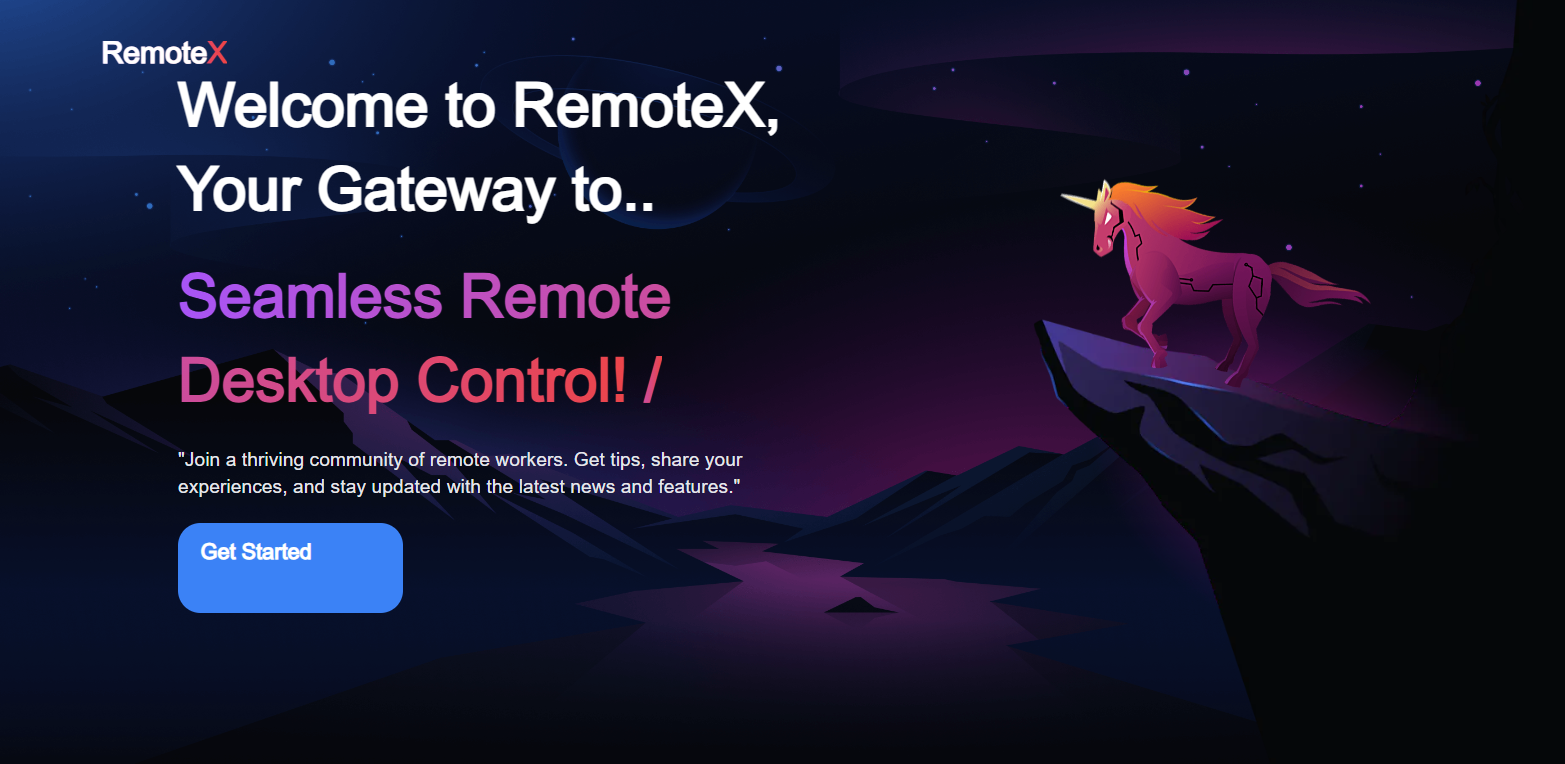 RemoteX
Welcome to RemoteX,
Your Gateway to..
Seamless Remote
Desktop Control! /
"Join a thriving community of remote workers. Get tips, share your
experiences, and stay updated with the latest news and features."
Get Started